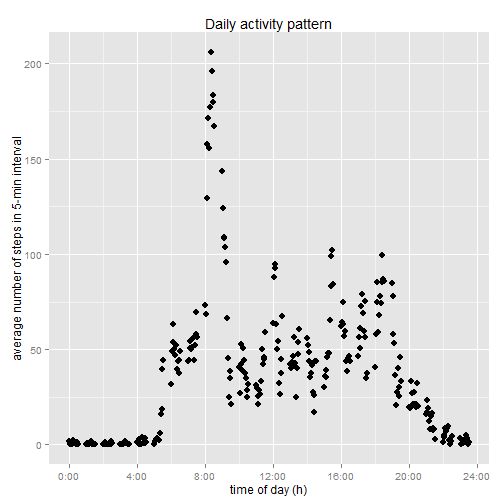 Daily activity pattern
average number of steps in 5-min interval
200
150
100
50
0
0:00 4:00 8:00 12:00 16:00 20:00 24:00
time of day (h)